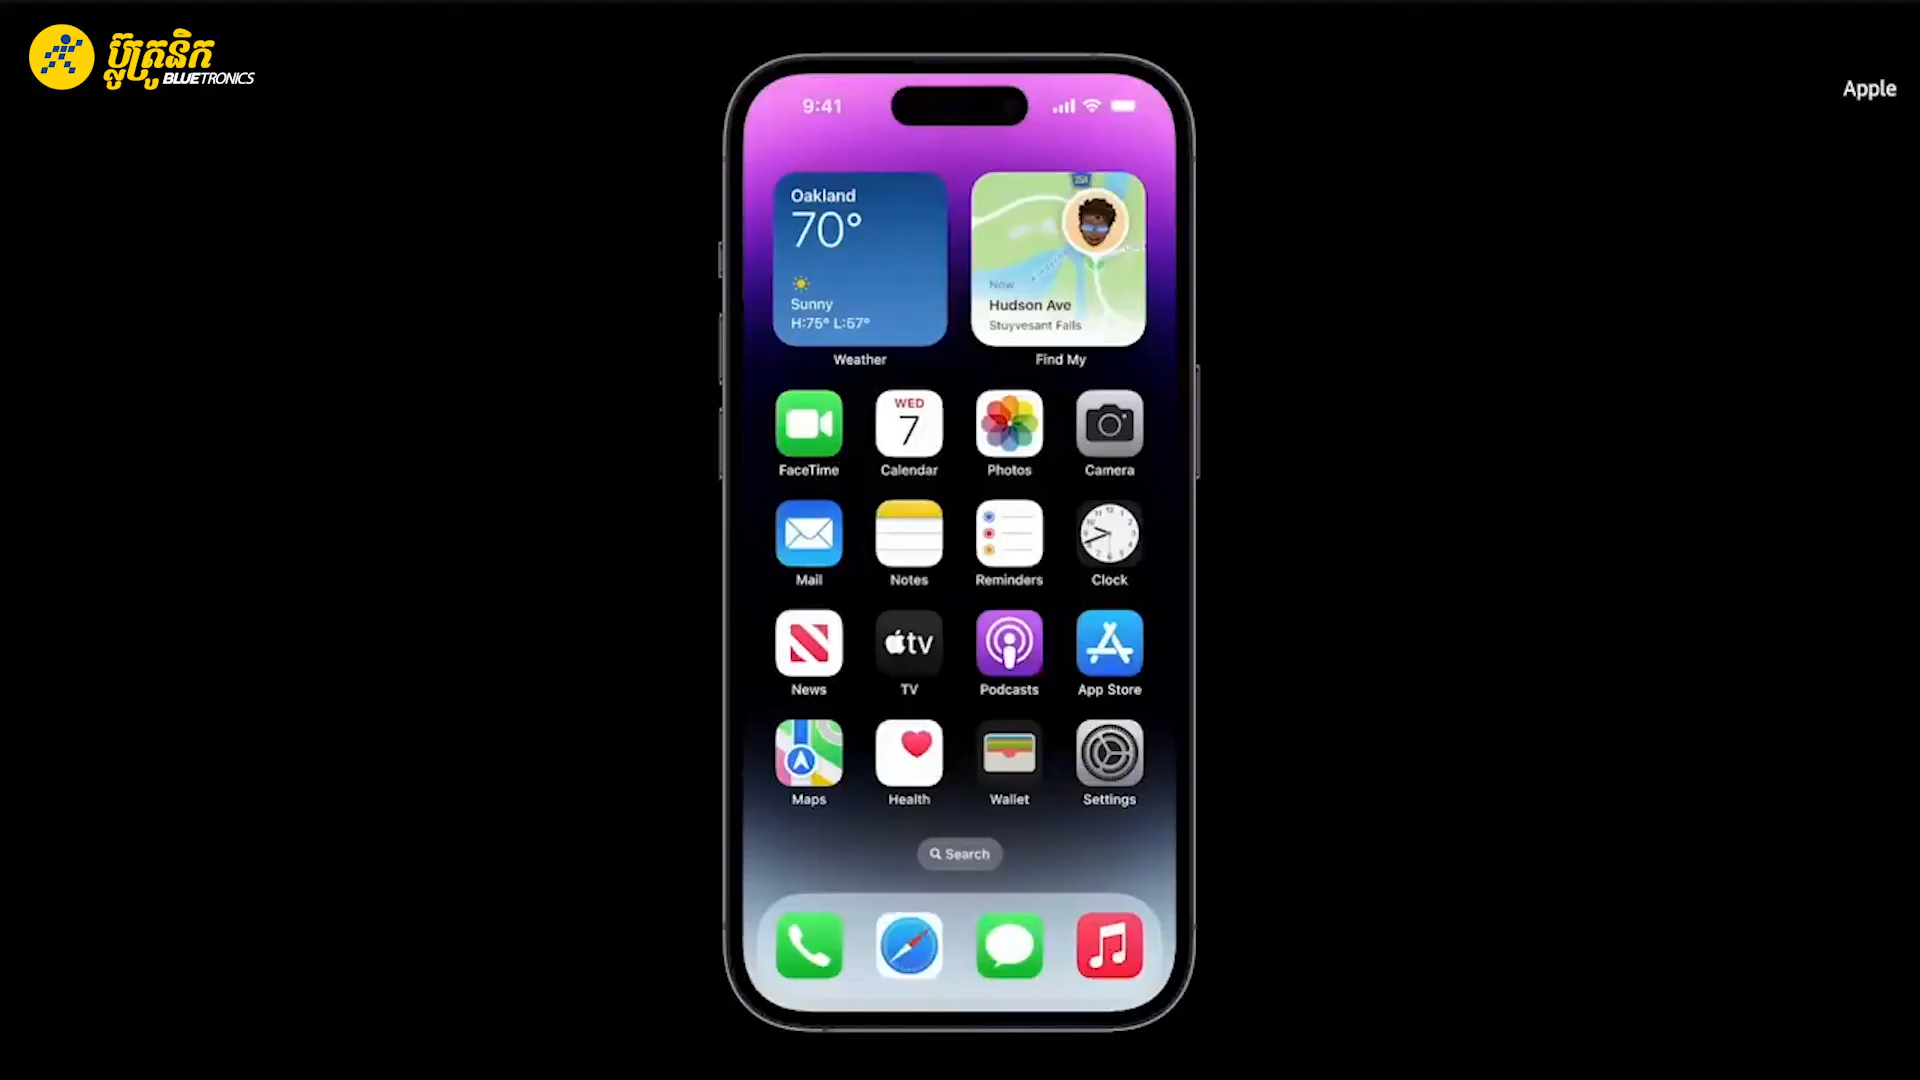 ប៊្លូត្រូនិក
BLUETRONICS
Apple
9:41
Oakland
70°
Sunny
H:75° L:57°
Weather
Now
Hudson Ave
Stuyvesant Falls
Find My
WED
7
FaceTime
Calendar
Photos
Camera
Mail
Notes
Reminders
Clock
tv
News
TV
Podcasts
App Store
Maps
Health
Wallet
Settings
Search